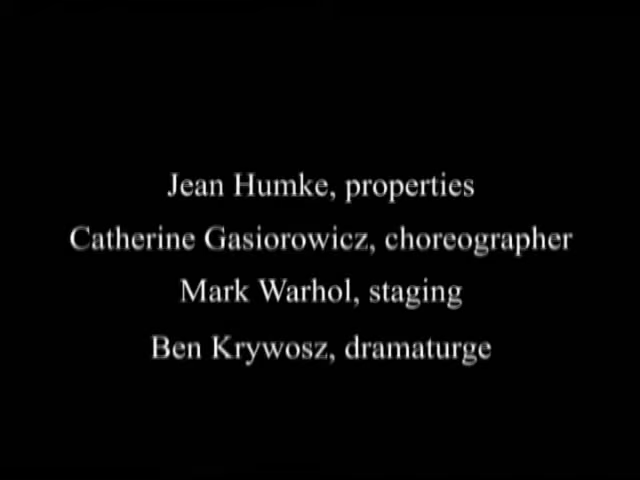 Jean Humke, properties
Catherine Gasiorowicz, choreographer
Mark Warhol, staging
Ben Krywosz, dramaturge